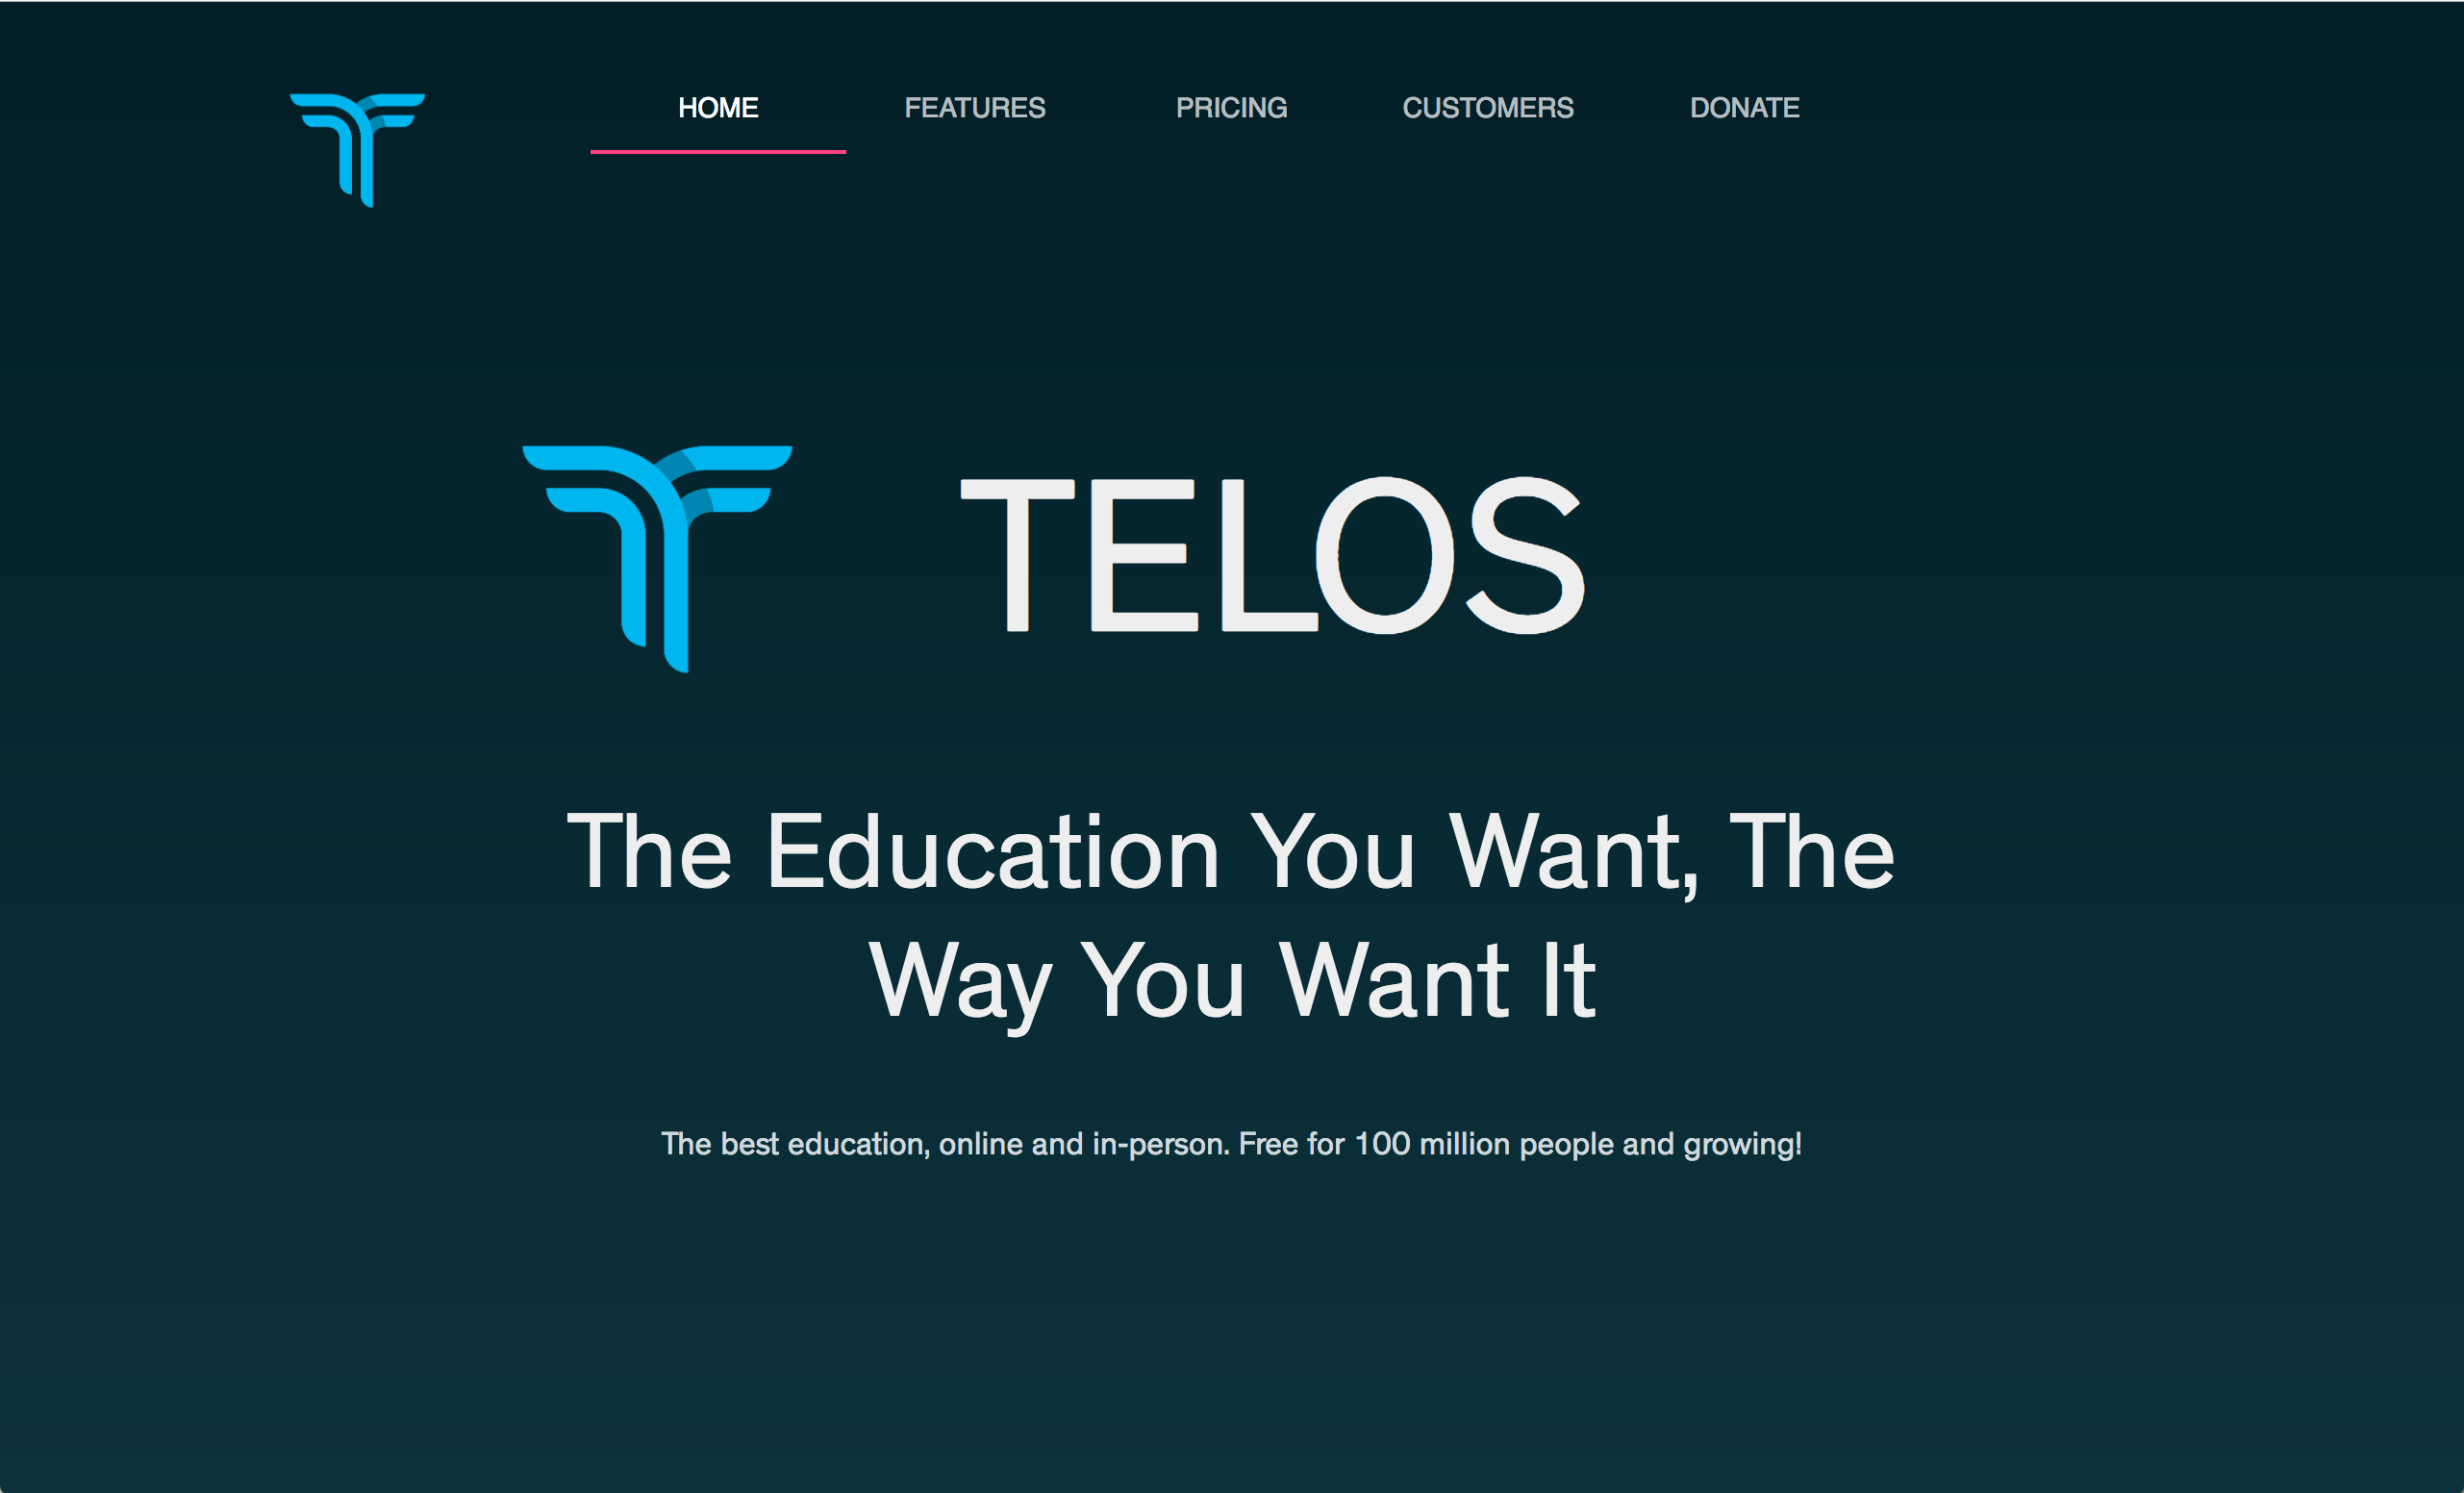 HOME FEATURES PRICING CUSTOMERS DONATE
TELOS
The Education You Want, The
Way You Want It
The best education, online and in-person. Free for 100 million people and growing!